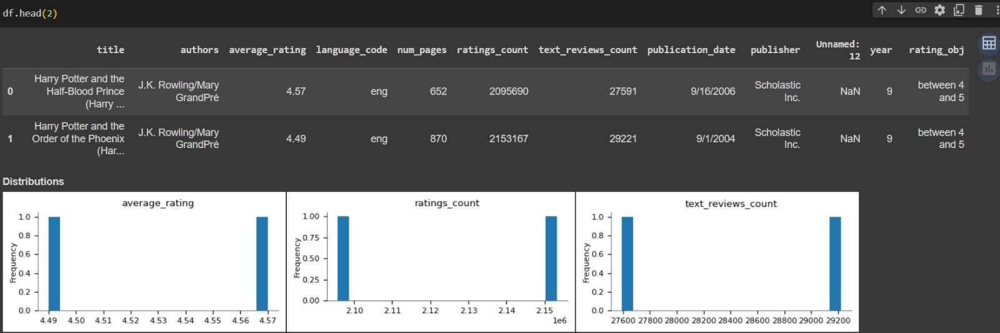 df.head(2)
title authors average_rating language_code num_pages ratings_count text_reviews_count publication_date publisher Unnamed: 12 year rating_obj
0 Harry Potter and the Half-Blood Prince (Harry ... J.K. Rowling/Mary GrandPré 4.57 eng 652 2095690 27591 9/16/2006 Scholastic Inc. NaN 9 between 4 and 5
1 Harry Potter and the Order of the Phoenix (Har... J.K. Rowling/Mary GrandPré 4.49 eng 870 2153167 29221 9/1/2004 Scholastic Inc. NaN 9 between 4 and 5
Distributions
average_rating
Frequency
1.0
0.8
0.6
0.4
0.2
0.0
4.49 4.50 4.51 4.52 4.53 4.54 4.55 4.56 4.57
ratings_count
Frequency
1.00
0.75
0.50
0.25
0.00
2.10 2.11 2.12 2.13 2.14 2.15
1e6
text_reviews_count
Frequency
1.0
0.8
0.6
0.4
0.2
0.0
27600 27800 28000 28200 28400 28600 28800 29000 29200